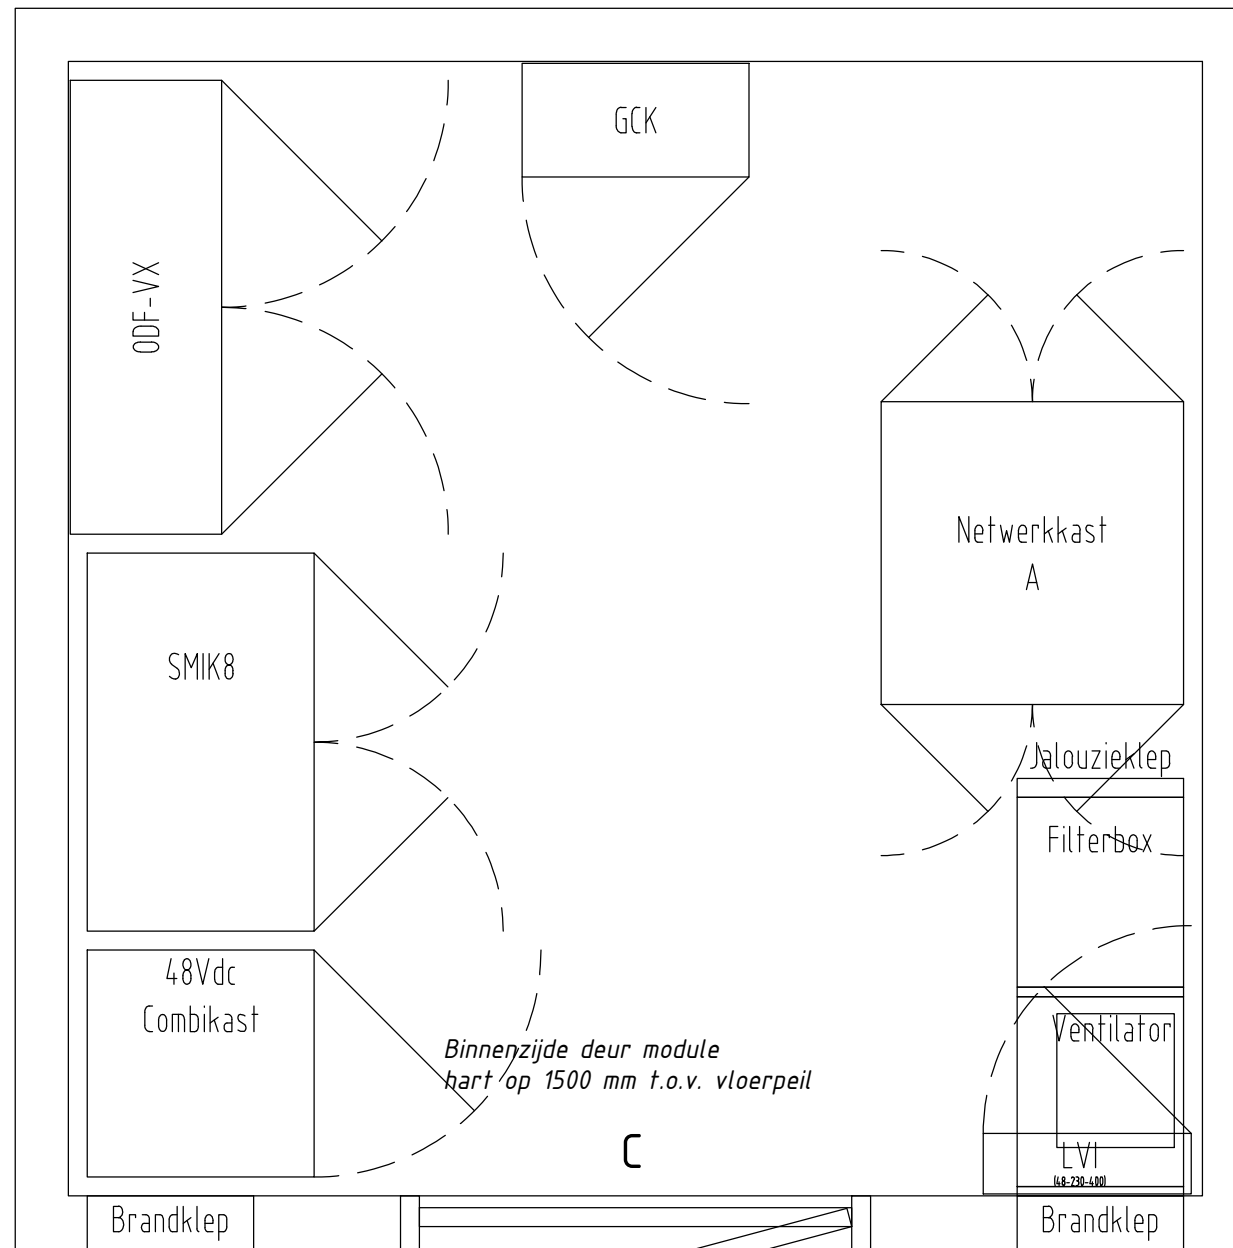 GCK
ODF-VX
Netwerkkast
A
SMIK8
Jalouzieklep
Filterbox
48Vdc
Combikast
Ventilator
Binnenzijde deur module
hart op 1500 mm t.o.v. vloerpeil
C
LVI
(48-230-400)
Brandklep
Brandklep